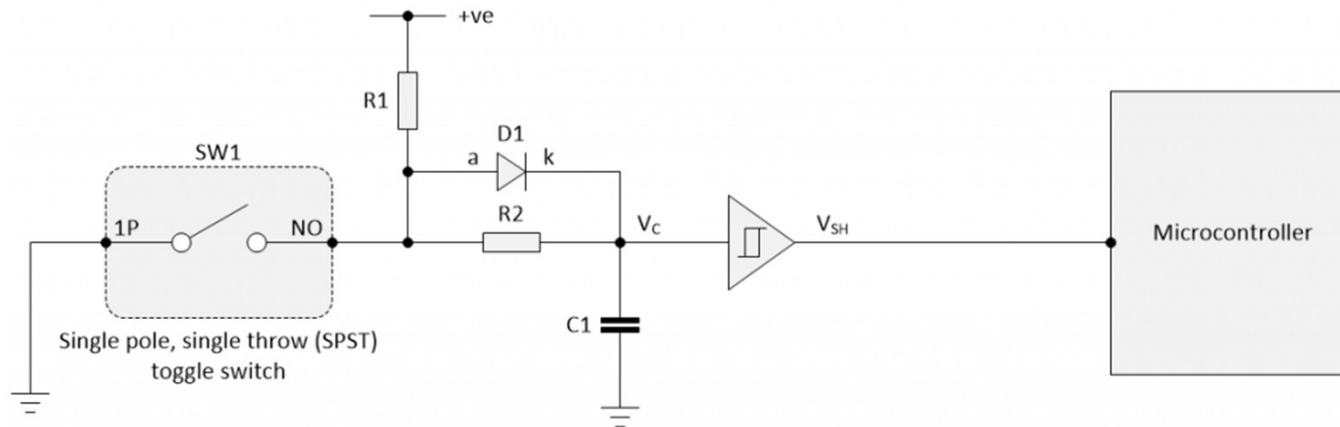 +ve
R1
D1
a
k
SW1
1P
NO
R2
VC
VSH
Microcontroller
C1
Single pole, single throw (SPST)
toggle switch